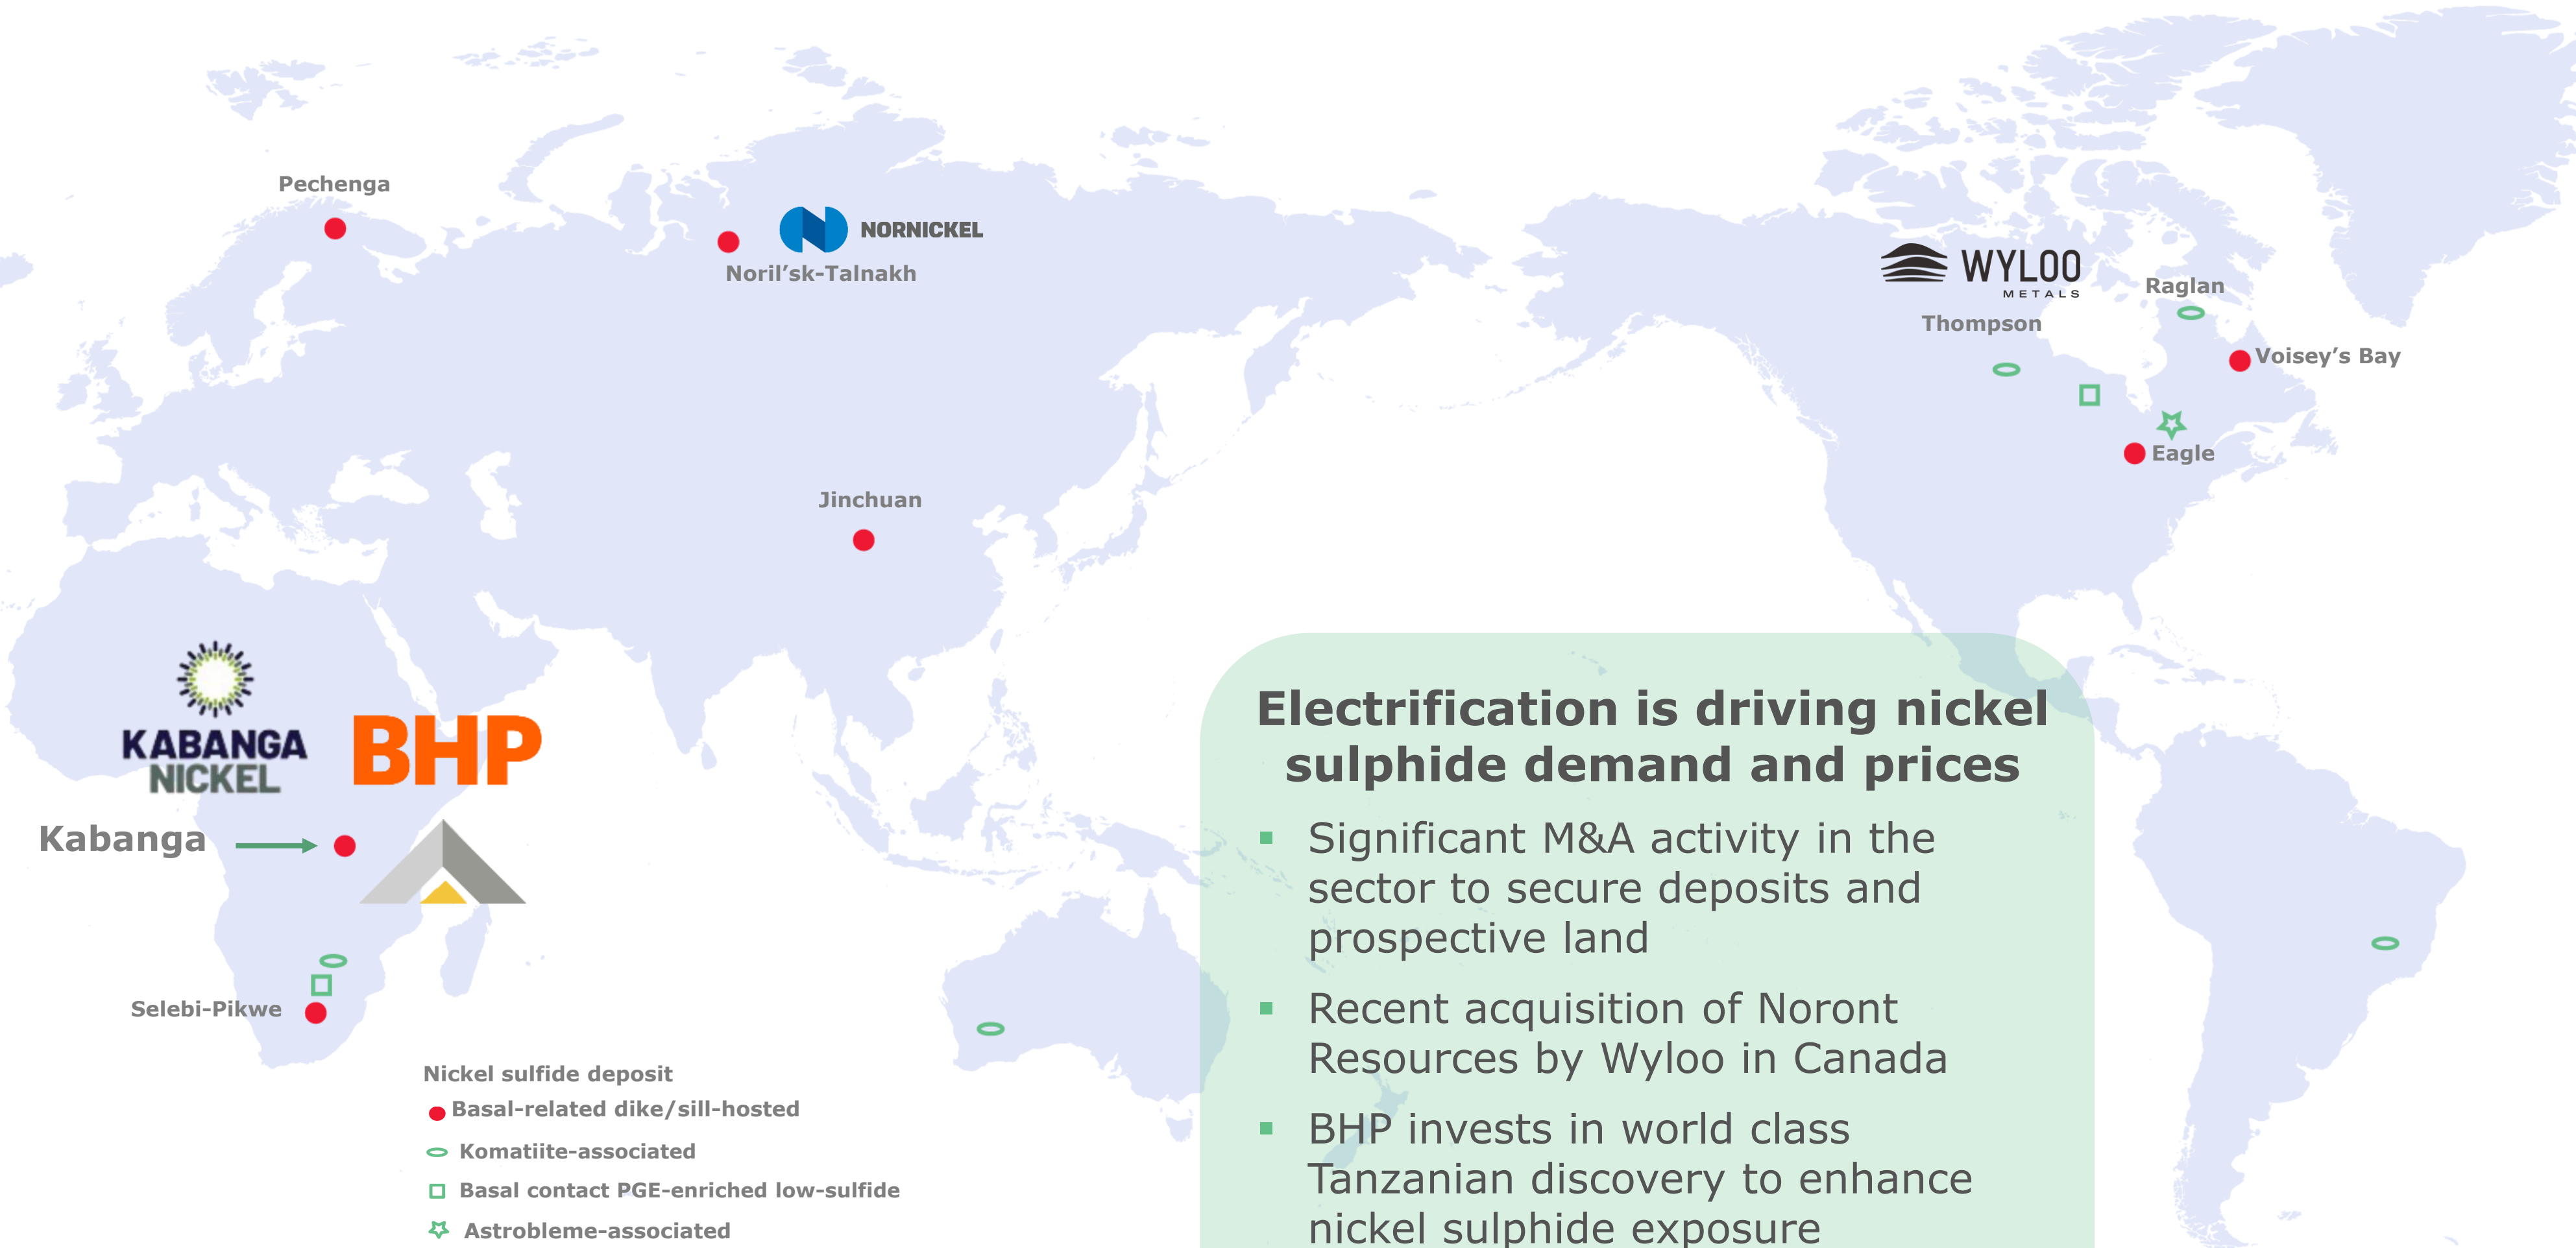 Pechenga
NORNICKEL
Noril’sk-Talnakh
WYLOO
METALS
Raglan
Thompson
Voisey’s Bay
Eagle
Jinchuan
KABANGA
NICKEL
BHP
Kabanga
Selebi-Pikwe
Nickel sulfide deposit
Basal-related dike/sill-hosted
Komatiite-associated
Basal contact PGE-enriched low-sulfide
Astrobleme-associated
Electrification is driving nickel
sulphide demand and prices
Significant M&A activity in the
sector to secure deposits and
prospective land
Recent acquisition of Noront
Resources by Wyloo in Canada
BHP invests in world class
Tanzanian discovery to enhance
nickel sulphide exposure